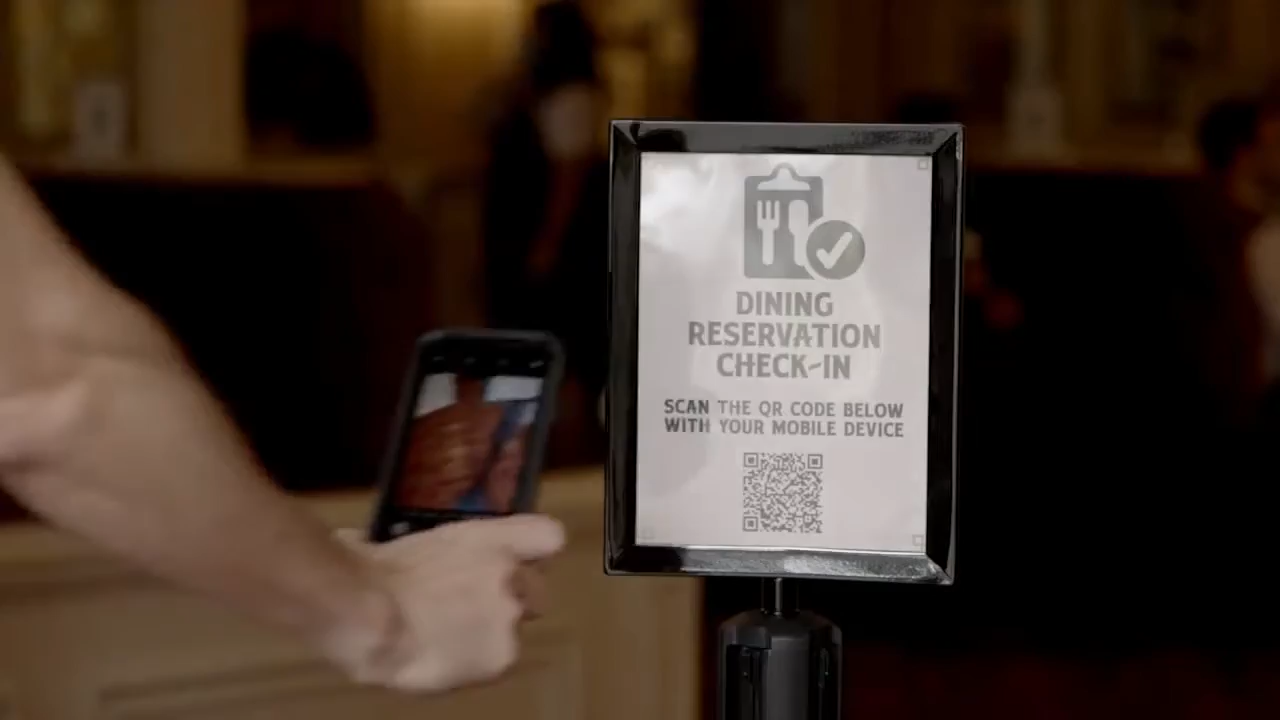 DINING
RESERVATION
CHECK-IN
SCAN THE QR CODE BELOW
WITH YOUR MOBILE DEVICE